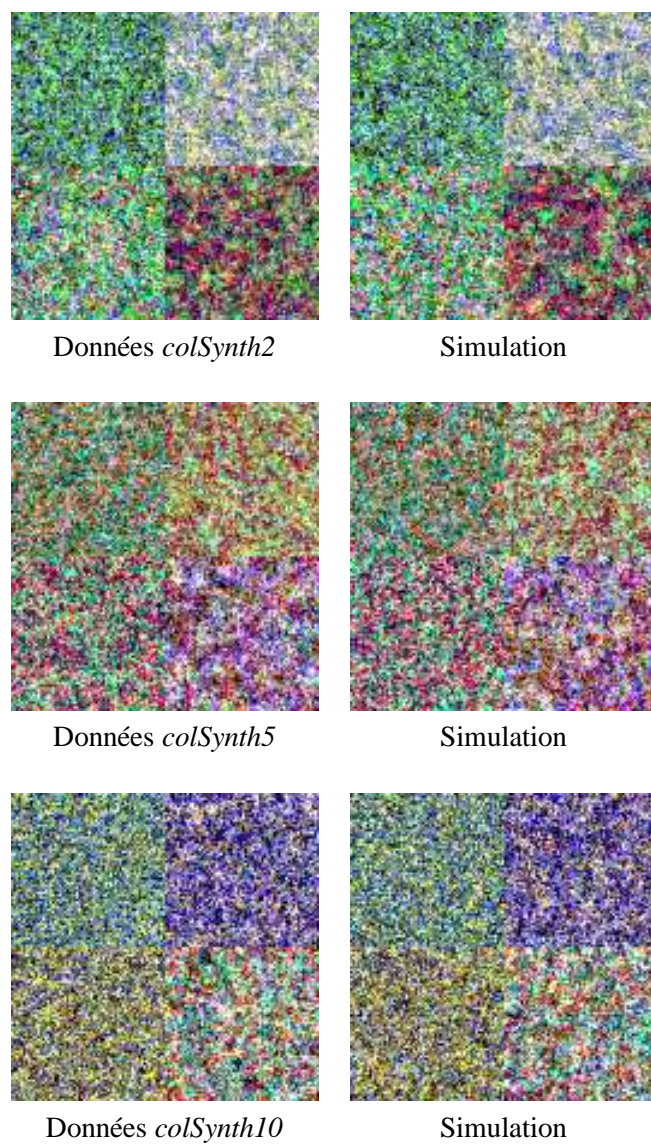 Données colSynth2
Simulation
Données colSynth5
Simulation
Données colSynth10
Simulation